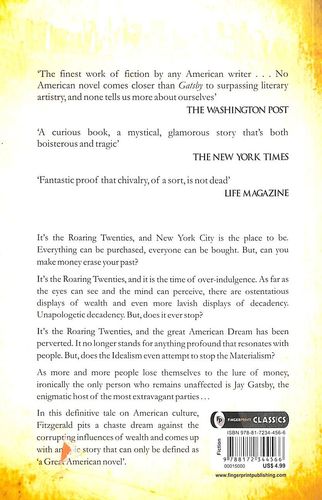 ‘The finest work of fiction by any American writer . . . No
American novel comes closer than Gatsby to surpassing literary
artistry, and none tells us more about ourselves’
THE WASHINGTON POST
‘A curious book, a mystical, glamorous story that’s both
boisterous and tragic’
THE NEW YORK TIMES
‘Fantastic proof that chivalry, of a sort, is not dead’
LIFE MAGAZINE
It’s the Roaring Twenties, and New York City is the place to be.
Everything can be purchased, everyone can be bought. But, can you
make money erase your past?
It’s the Roaring Twenties, and it is the time of over-indulgence. As far as
the eyes can see and the mind can perceive, there are ostentatious
displays of wealth and even more lavish displays of decadency.
Unapologetic decadency. But, does it ever stop?
It’s the Roaring Twenties, and the great American Dream has been
perverted. It no longer stands for anything profound that resonates with
people. But, does the Idealism even attempt to stop the Materialism?
As more and more people lose themselves to the lure of money,
ironically the only person who remains unaffected is Jay Gatsby, the
enigmatic host of the most extravagant parties . . .
In this definitive tale on American culture,
Fitzgerald pits a chaste dream against the
corrupting influences of wealth and comes up
with an epic story that can only be defined as
‘a Great American novel’.
FINGERPRINT! CLASSICS
ISBN 978-81-7234-456-6
Fiction
9 788172 344566
00015000 US$ 4.99
www.fingerprintpublishing.com